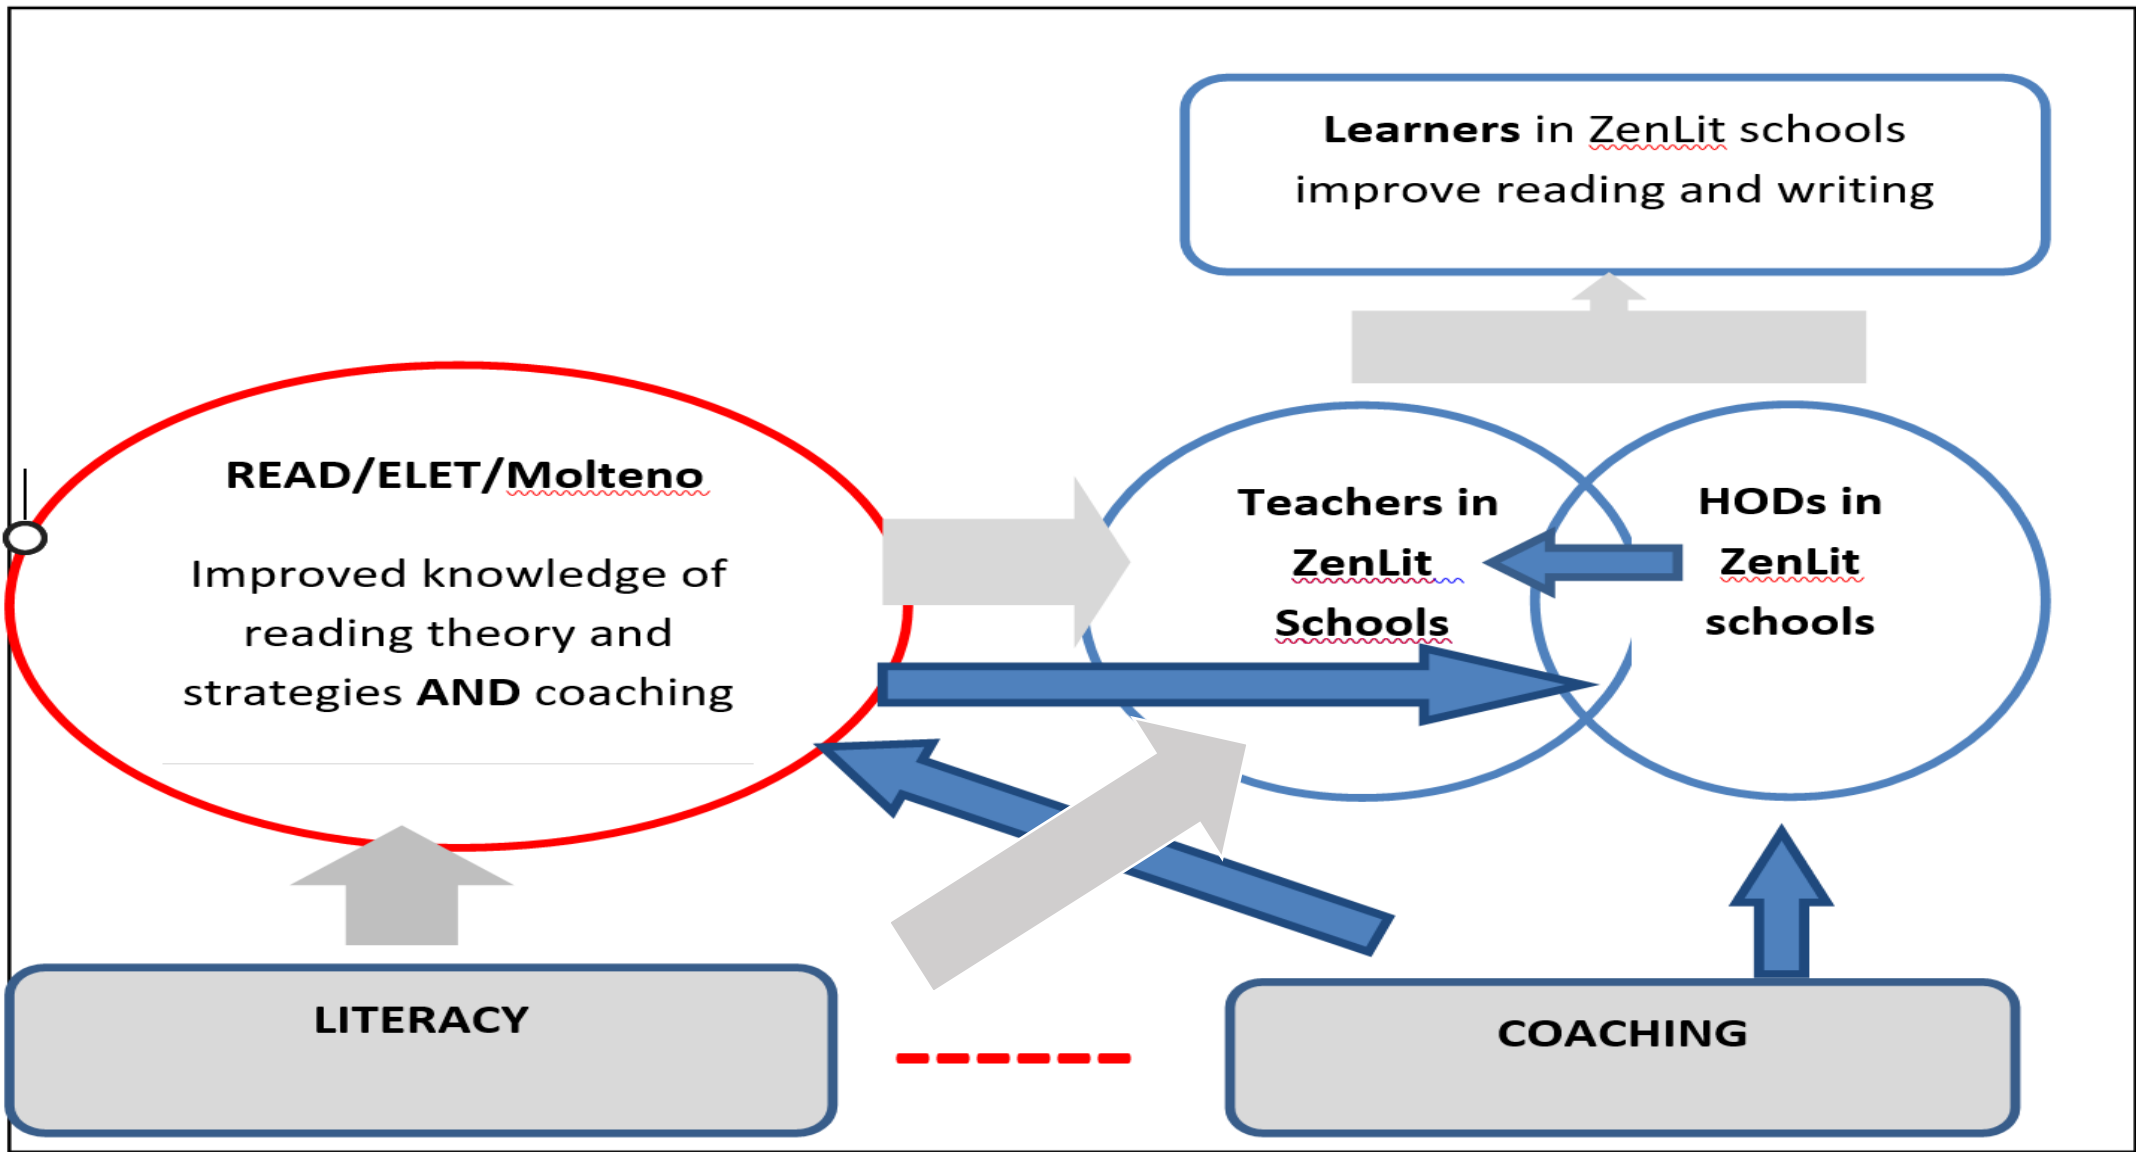 Learners in ZenLit schools
improve reading and writing
READ/ELET/Molteno
Improved knowledge of
reading theory and
strategies AND coaching
Teachers in
ZenLit
Schools
HODs in
ZenLit
schools
LITERACY
COACHING